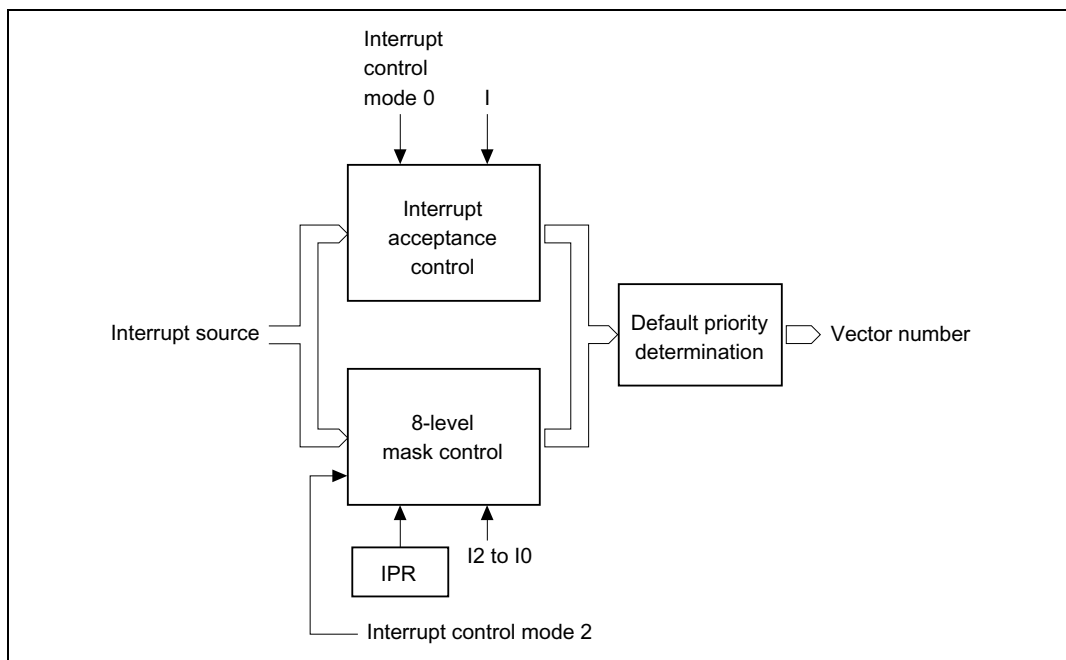 Interrupt
control
mode 0
I
Interrupt
acceptance
control
Interrupt source
Default priority
determination
Vector number
8-level
mask control
I2 to I0
IPR
Interrupt control mode 2